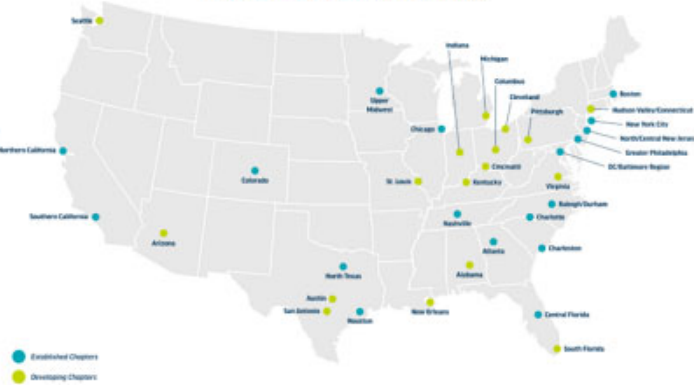 Seattle
Indiana
Michigan
Columbus
Cleveland
Pittsburgh
Upper
Midwest
Chicago
Boston
Hudson Valley/Connecticut
New York City
North/Central New Jersey
Greater Philadelphia
DC/Baltimore Region
Northern California
Colorado
St. Louis
Cincinnati
Kentucky
Virginia
Raleigh/Durham
Southern California
Nashville
Charlotte
Arizona
Atlanta
Charleston
North Texas
Alabama
Austin
San Antonio
Houston
New Orleans
Central Florida
South Florida
Established Chapters
Developing Chapters